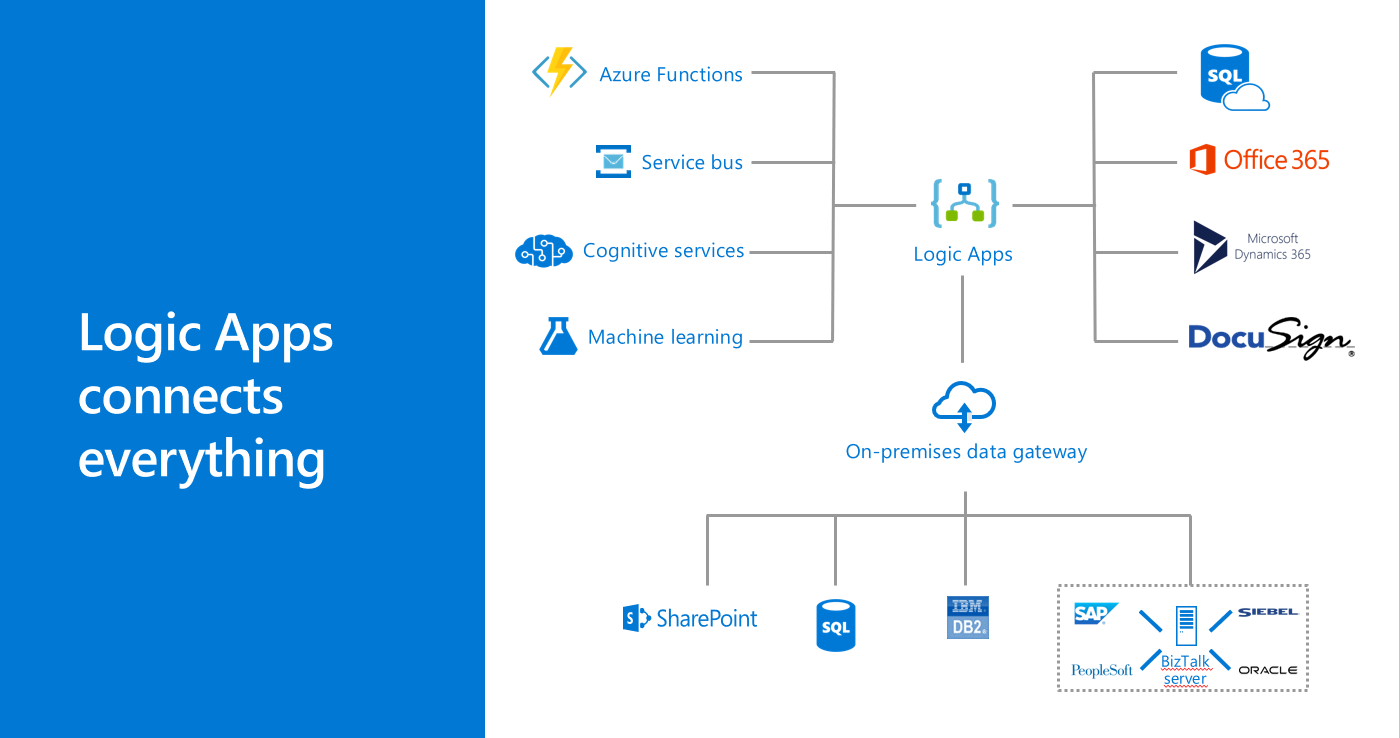 Logic Apps
connects
everything
Azure Functions
Service bus
Cognitive services
Machine learning
Logic Apps
SQL
Office 365
Microsoft
Dynamics 365
DocuSign®
On-premises data gateway
S SharePoint
SQL
IBM
DB2®
SAP®
SIEBEL
PeopleSoft
BizTalk
server
ORACLE